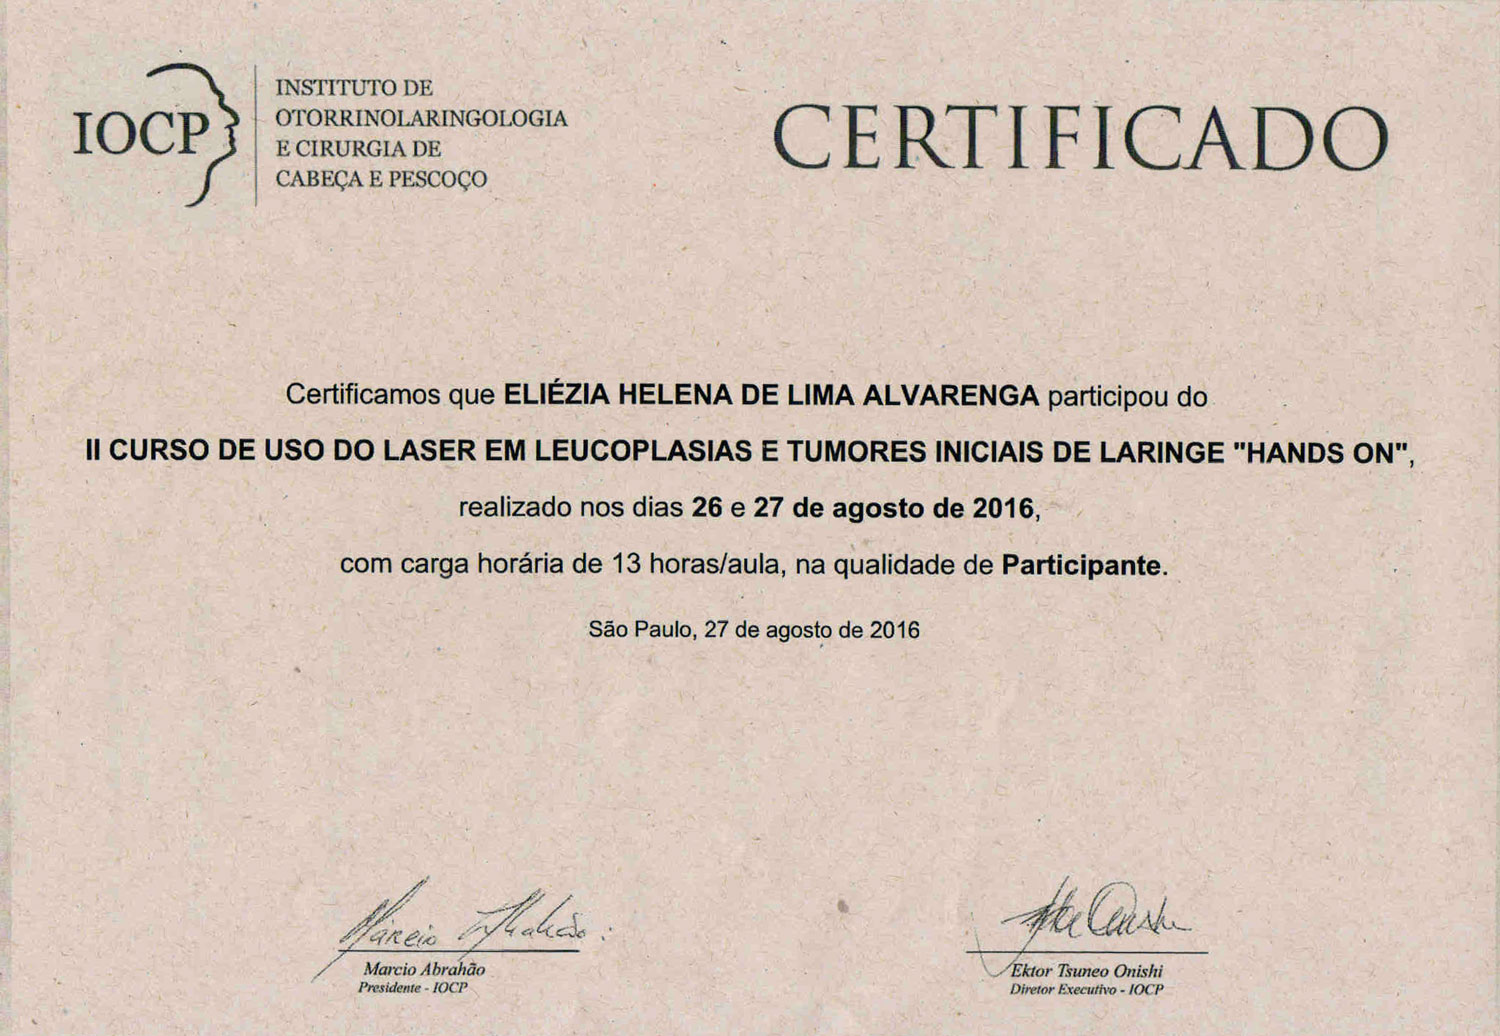 IOCP
INSTITUTO DE
OTORRINOLARINGOLOGIA
E CIRURGIA DE
CABEÇA E PESCOÇO
CERTIFICADO
Certificamos que ELIÉZIA HELENA DE LIMA ALVARENGA participou do
II CURSO DE USO DO LASER EM LEUCOPLASIAS E TUMORES INICIAIS DE LARINGE "HANDS ON",
realizado nos dias 26 e 27 de agosto de 2016,
com carga horária de 13 horas/aula, na qualidade de Participante.
São Paulo, 27 de agosto de 2016
Marcio Abrahão
Marcio Abrahão
Presidente - IOCP
Ektor Tsuneo Onishi
Diretor Executivo - IOCP